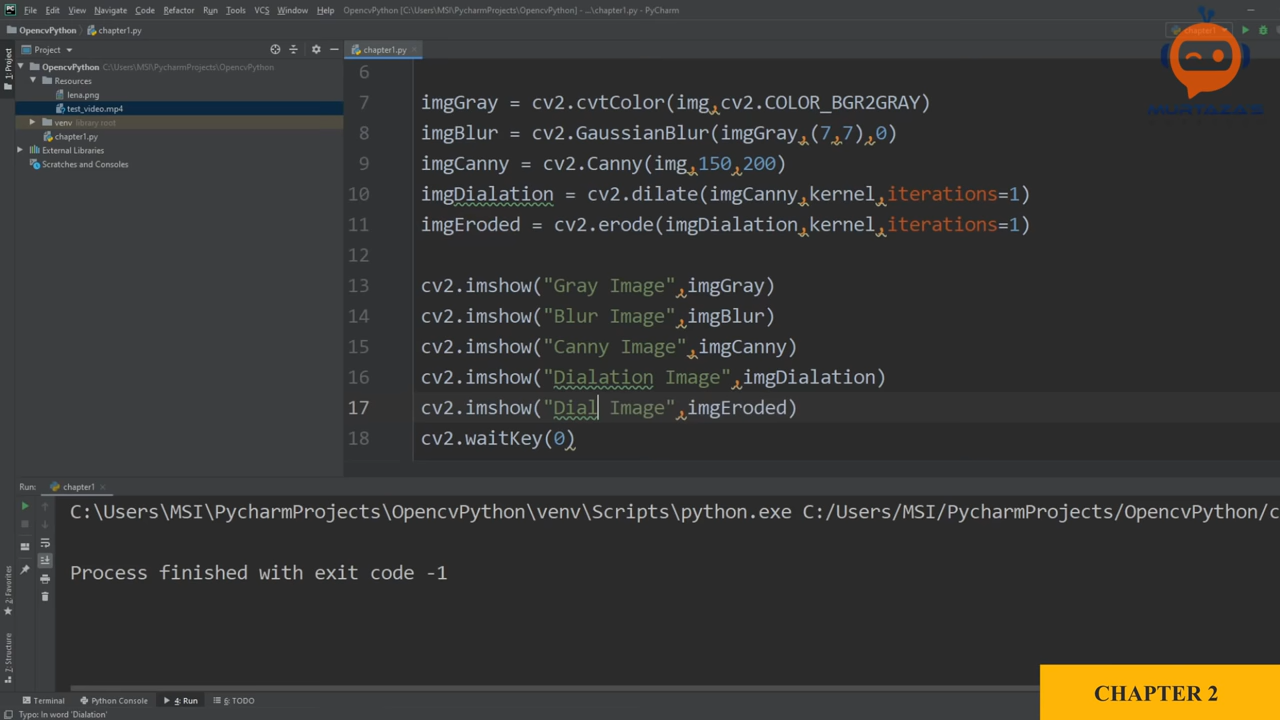 File Edit View Navigate Code Refactor Run Tools VCS Window Help OpencvPython [C:\Users\MSI\PycharmProjects\OpencvPython] - ...\chapter1.py - PyCharm
OpencvPython chapter1.py
chapter1
Project
chapter1.py
1: Project
OpencvPython C:\Users\MSI\PycharmProjects\OpencvPython
Resources
lena.png
test_video.mp4
venv library root
chapter1.py
External Libraries
Scratches and Consoles
6
7 imgGray = cv2.cvtColor(img,cv2.COLOR_BGR2GRAY)
8 imgBlur = cv2.GaussianBlur(imgGray,(7,7),0)
9 imgCanny = cv2.Canny(img,150,200)
10 imgDialation = cv2.dilate(imgCanny,kernel,iterations=1)
11 imgEroded = cv2.erode(imgDialation,kernel,iterations=1)
12
13 cv2.imshow("Gray Image",imgGray)
14 cv2.imshow("Blur Image",imgBlur)
15 cv2.imshow("Canny Image",imgCanny)
16 cv2.imshow("Dialation Image",imgDialation)
17 cv2.imshow("Dial Image",imgEroded)
18 cv2.waitKey(0)
Run: chapter1
C:\Users\MSI\PycharmProjects\OpencvPython\venv\Scripts\python.exe C:/Users/MSI/PycharmProjects/OpencvPython/c
Process finished with exit code -1
2: Favorites
7: Structure
Terminal Python Console 4: Run 6: TODO
Typo: In word 'Dialation'
CHAPTER 2